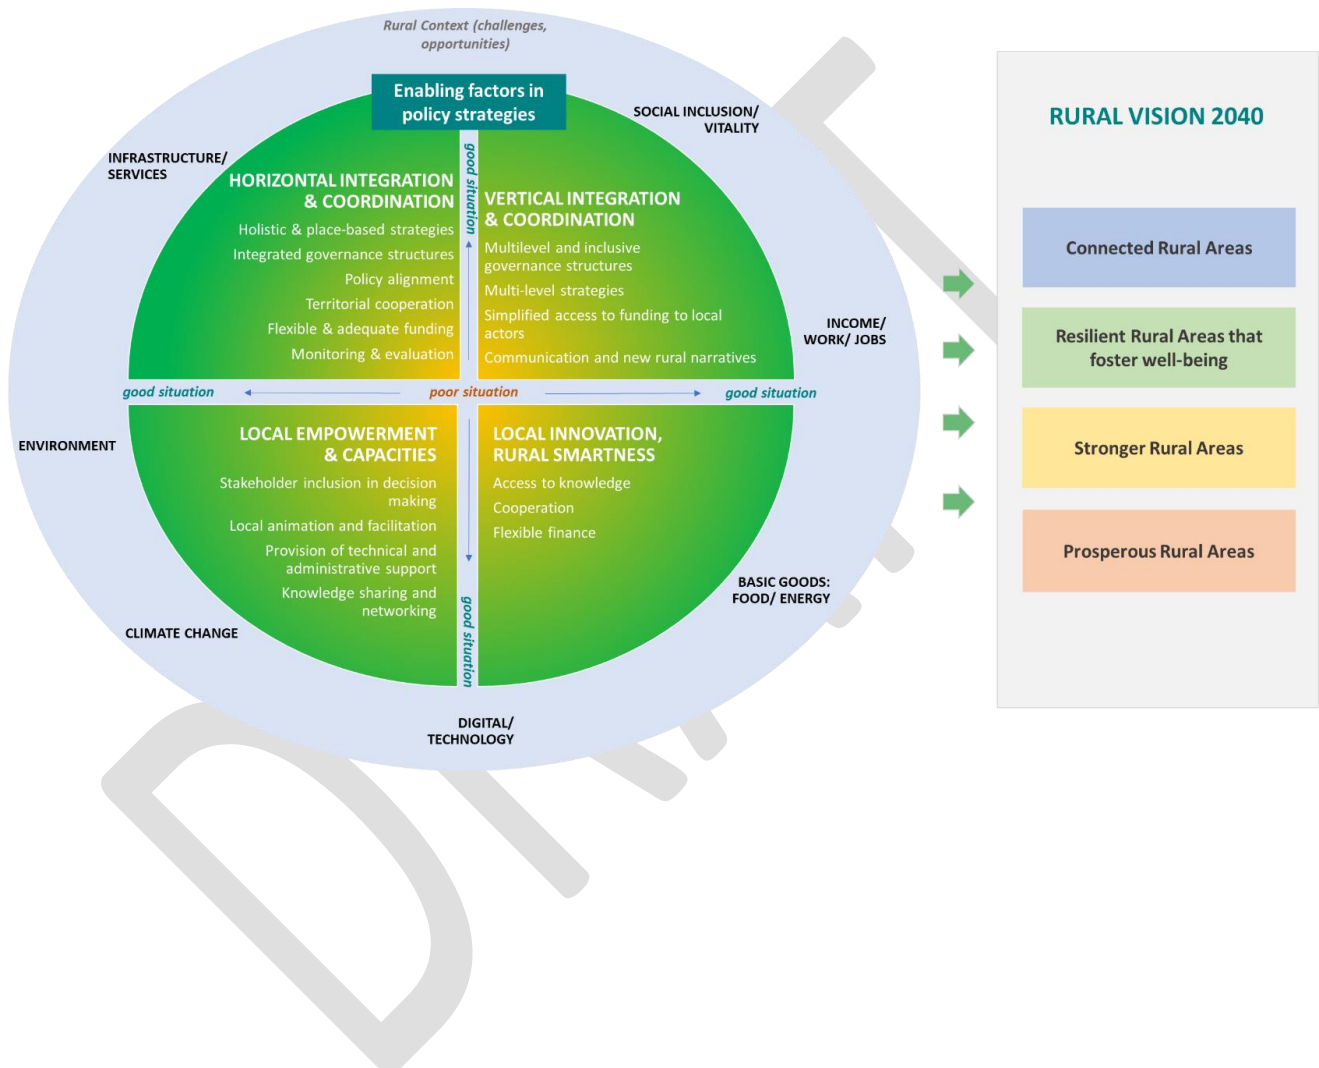 Rural Context (challenges,
opportunities)
Enabling factors in
policy strategies
SOCIAL INCLUSION/
VITALITY
INFRASTRUCTURE/
SERVICES
good situation
HORIZONTAL INTEGRATION
& COORDINATION
Holistic & place-based strategies
Integrated governance structures
Policy alignment
Territorial cooperation
Flexible & adequate funding
Monitoring & evaluation
VERTICAL INTEGRATION
& COORDINATION
Multilevel and inclusive
governance structures
Multi-level strategies
Simplified access to funding to local
actors
Communication and new rural narratives
INCOME/
WORK/ JOBS
good situation
poor situation
good situation
ENVIRONMENT
LOCAL EMPOWERMENT
& CAPACITIES
Stakeholder inclusion in decision
making
Local animation and facilitation
Provision of technical and
administrative support
Knowledge sharing and
networking
LOCAL INNOVATION,
RURAL SMARTNESS
Access to knowledge
Cooperation
Flexible finance
good situation
BASIC GOODS:
FOOD/ ENERGY
CLIMATE CHANGE
DIGITAL/
TECHNOLOGY
RURAL VISION 2040
Connected Rural Areas
Resilient Rural Areas that
foster well-being
Stronger Rural Areas
Prosperous Rural Areas
DRAFT